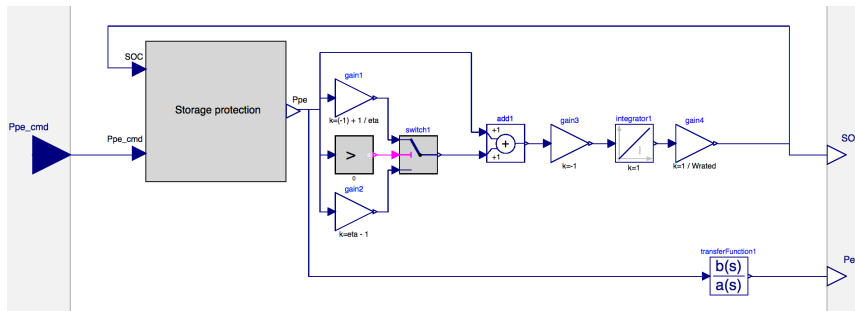 SOC
Storage protection
Ppe_cmd
Ppe_cmd
Ppe
gain1
k=(-1) + 1 / eta
>
0
switch1
gain2
k=eta - 1
add1
+1
+
+1
gain3
k=-1
integrator1
I
k=1
gain4
k=1 / Wrated
SO
transferFunction1
b(s)
a(s)
Pe